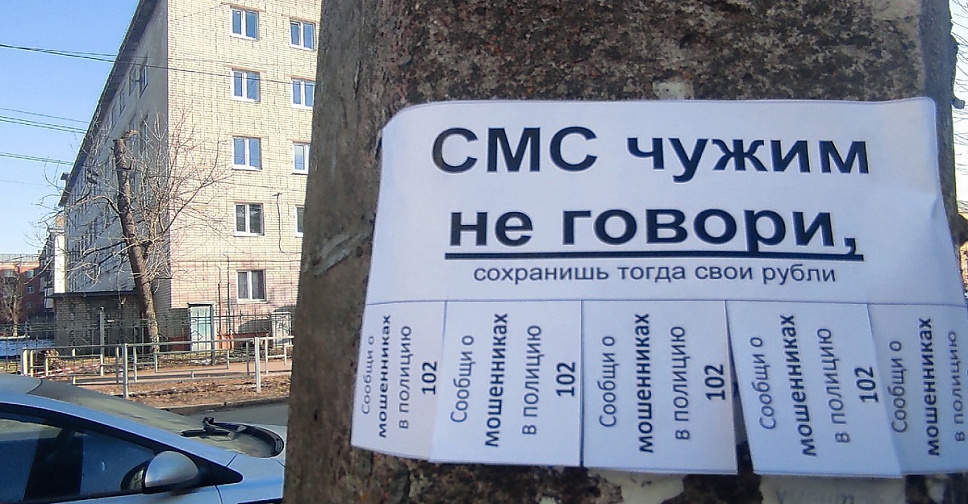 СМС чужим
не говори,
сохранишь тогда свои рубли
Сообщи о
мошенниках
в полицию
102
Сообщи о
мошенниках
в полицию
102
Сообщи о
мошенниках
в полицию
102
Сообщи о
мошенниках
в полицию
102
Сообщи о
мошенниках
в полицию